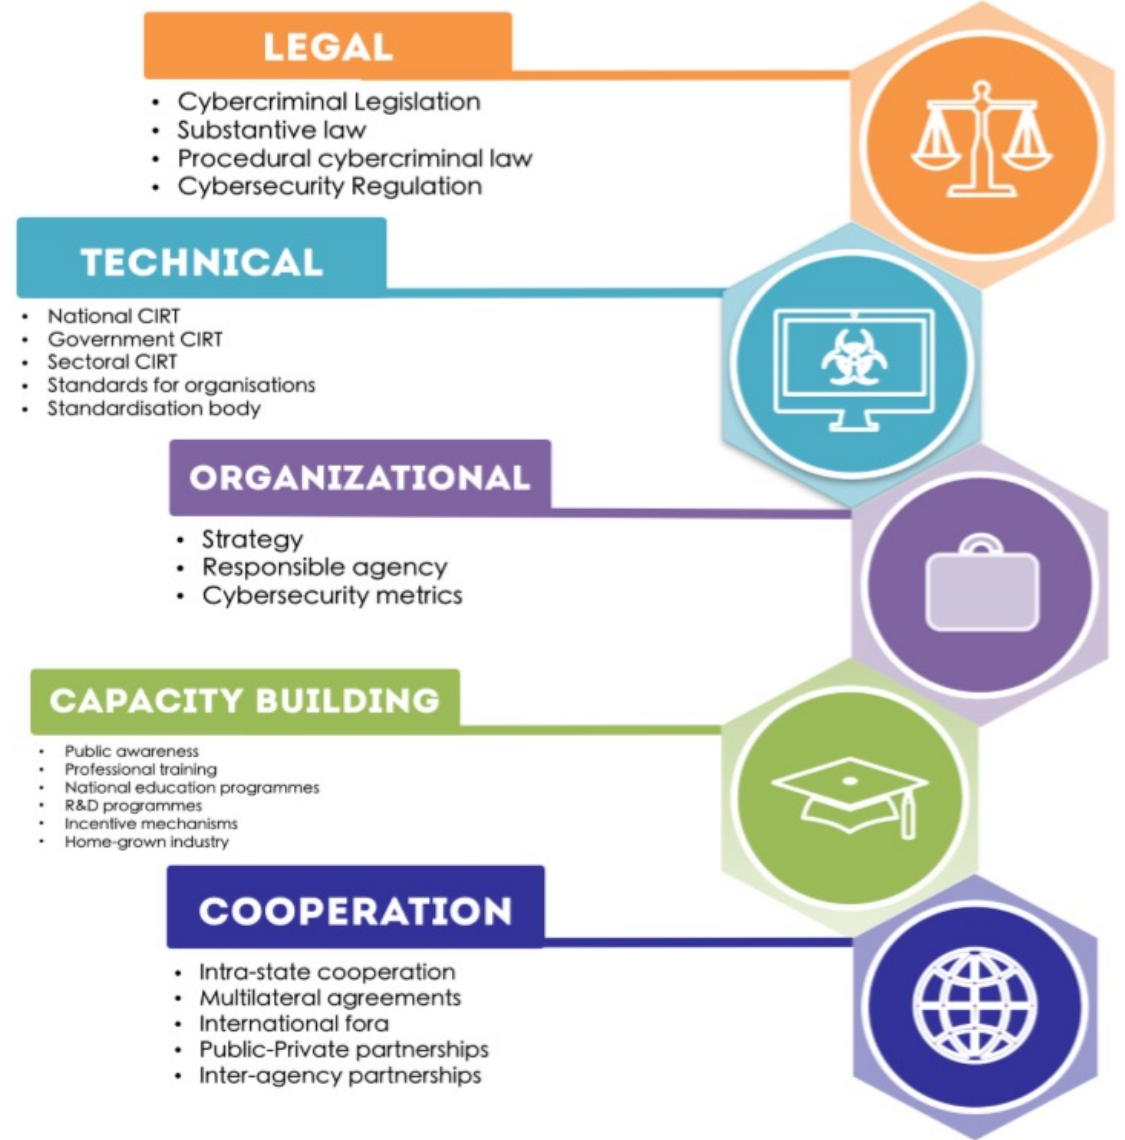 LEGAL
• Cybercriminal Legislation
• Substantive law
• Procedural cybercriminal law
• Cybersecurity Regulation
TECHNICAL
• National CIRT
• Government CIRT
• Sectoral CIRT
• Standards for organisations
• Standardisation body
ORGANIZATIONAL
• Strategy
• Responsible agency
• Cybersecurity metrics
CAPACITY BUILDING
• Public awareness
• Professional training
• National education programmes
• R&D programmes
• Incentive mechanisms
• Home-grown industry
COOPERATION
• Intra-state cooperation
• Multilateral agreements
• International fora
• Public-Private partnerships
• Inter-agency partnerships